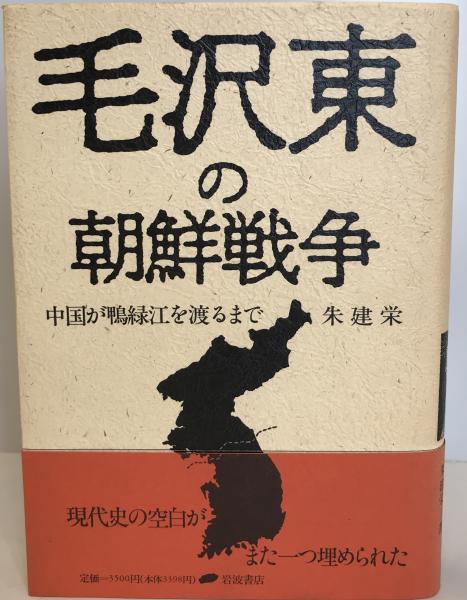 毛沢東
の
朝鮮戦争
中国が鴨緑江を渡るまで 朱建栄
現代史の空白が
また一つ埋められた
定価=3500円(本体3398円) 岩波書店